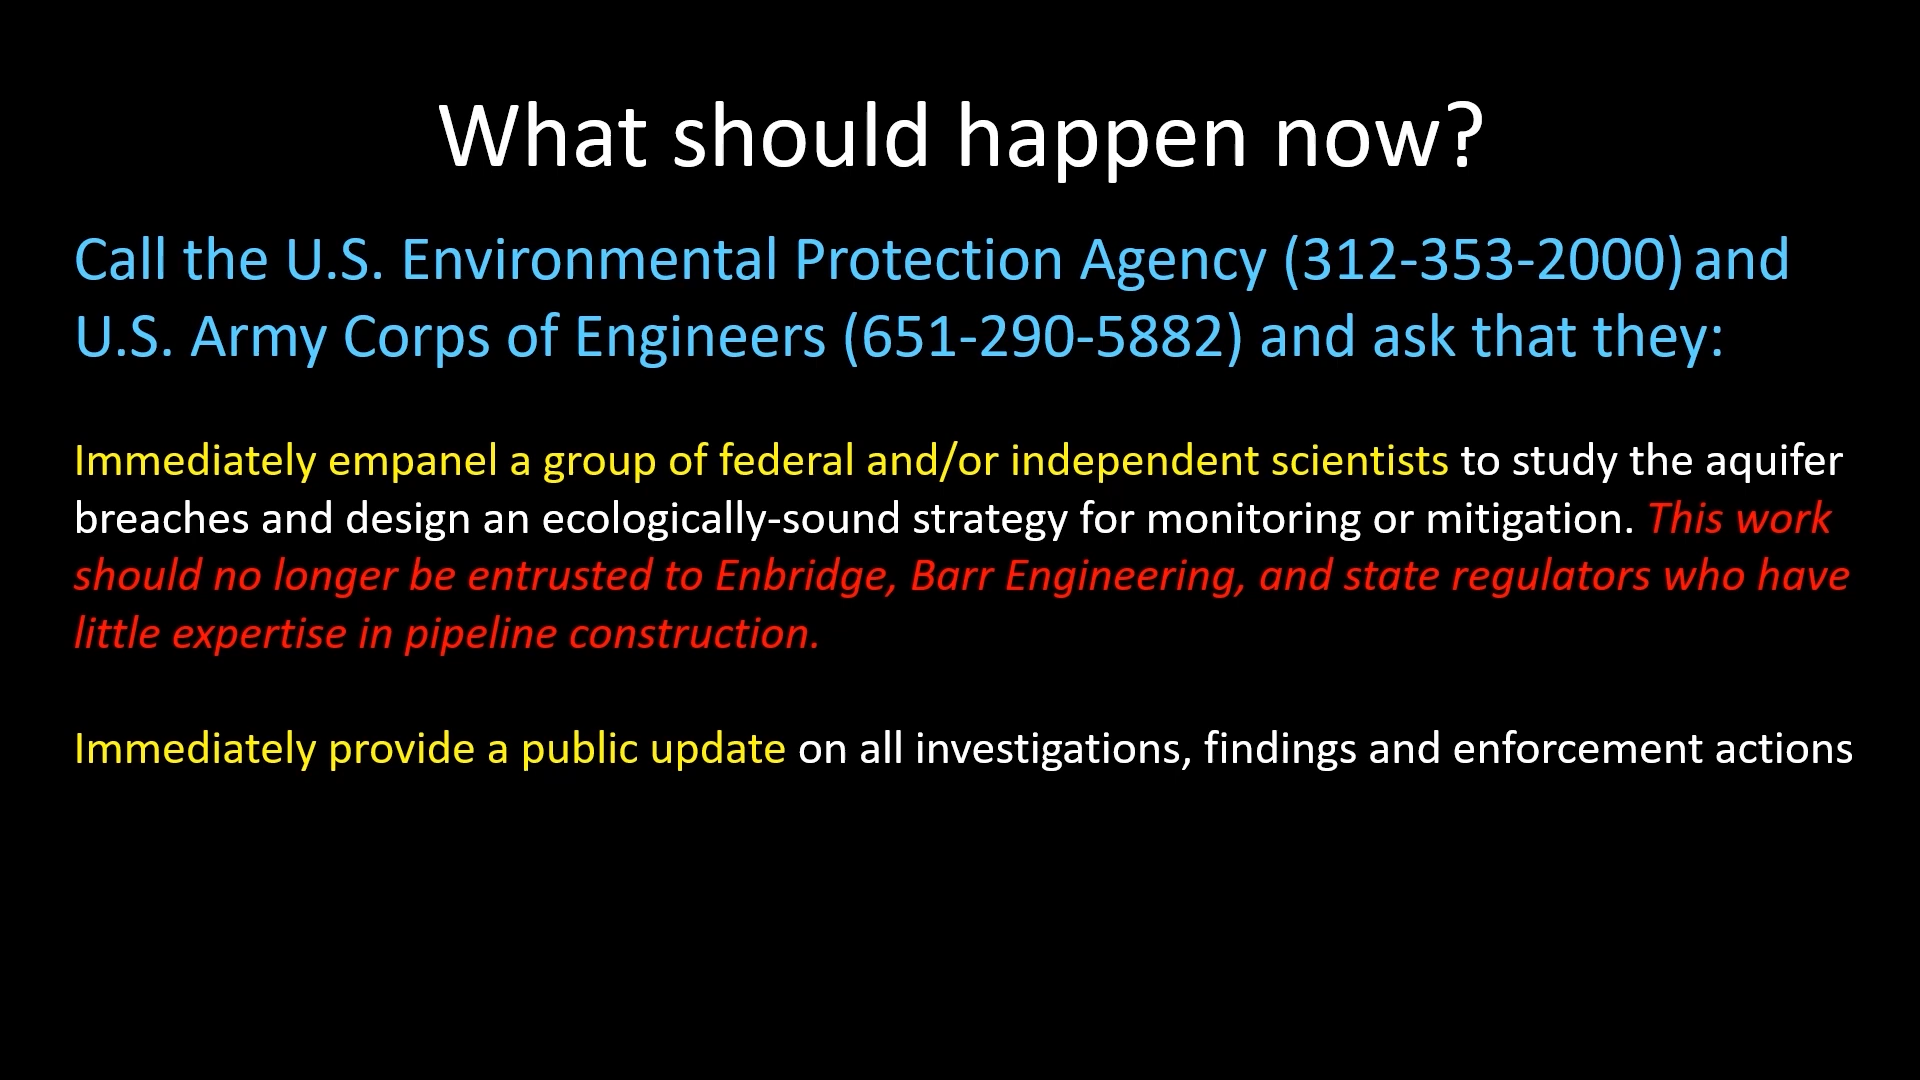 What should happen now?
Call the U.S. Environmental Protection Agency (312-353-2000) and
U.S. Army Corps of Engineers (651-290-5882) and ask that they:
Immediately empanel a group of federal and/or independent scientists to study the aquifer
breaches and design an ecologically-sound strategy for monitoring or mitigation. This work
should no longer be entrusted to Enbridge, Barr Engineering, and state regulators who have
little expertise in pipeline construction.
Immediately provide a public update on all investigations, findings and enforcement actions